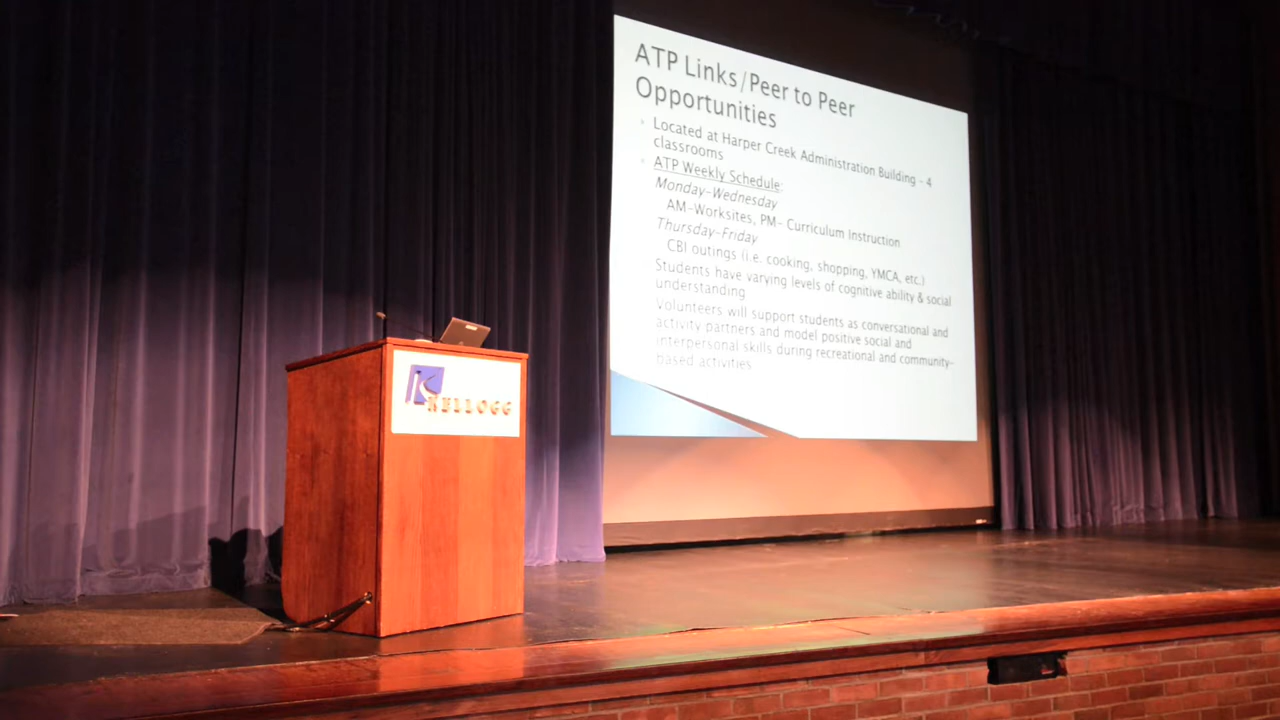 ATP Links/Peer to Peer
Opportunities
Located at Harper Creek Administration Building - 4
classrooms
ATP Weekly Schedule:
Monday-Wednesday
AM-Worksites, PM- Curriculum Instruction
Thursday-Friday
CBI outings (i.e. cooking, shopping, YMCA, etc.)
Students have varying levels of cognitive ability & social
understanding
Volunteers will support students as conversational and
activity partners and model positive social and
interpersonal skills during recreational and community-
based activities
K
KELLOGG